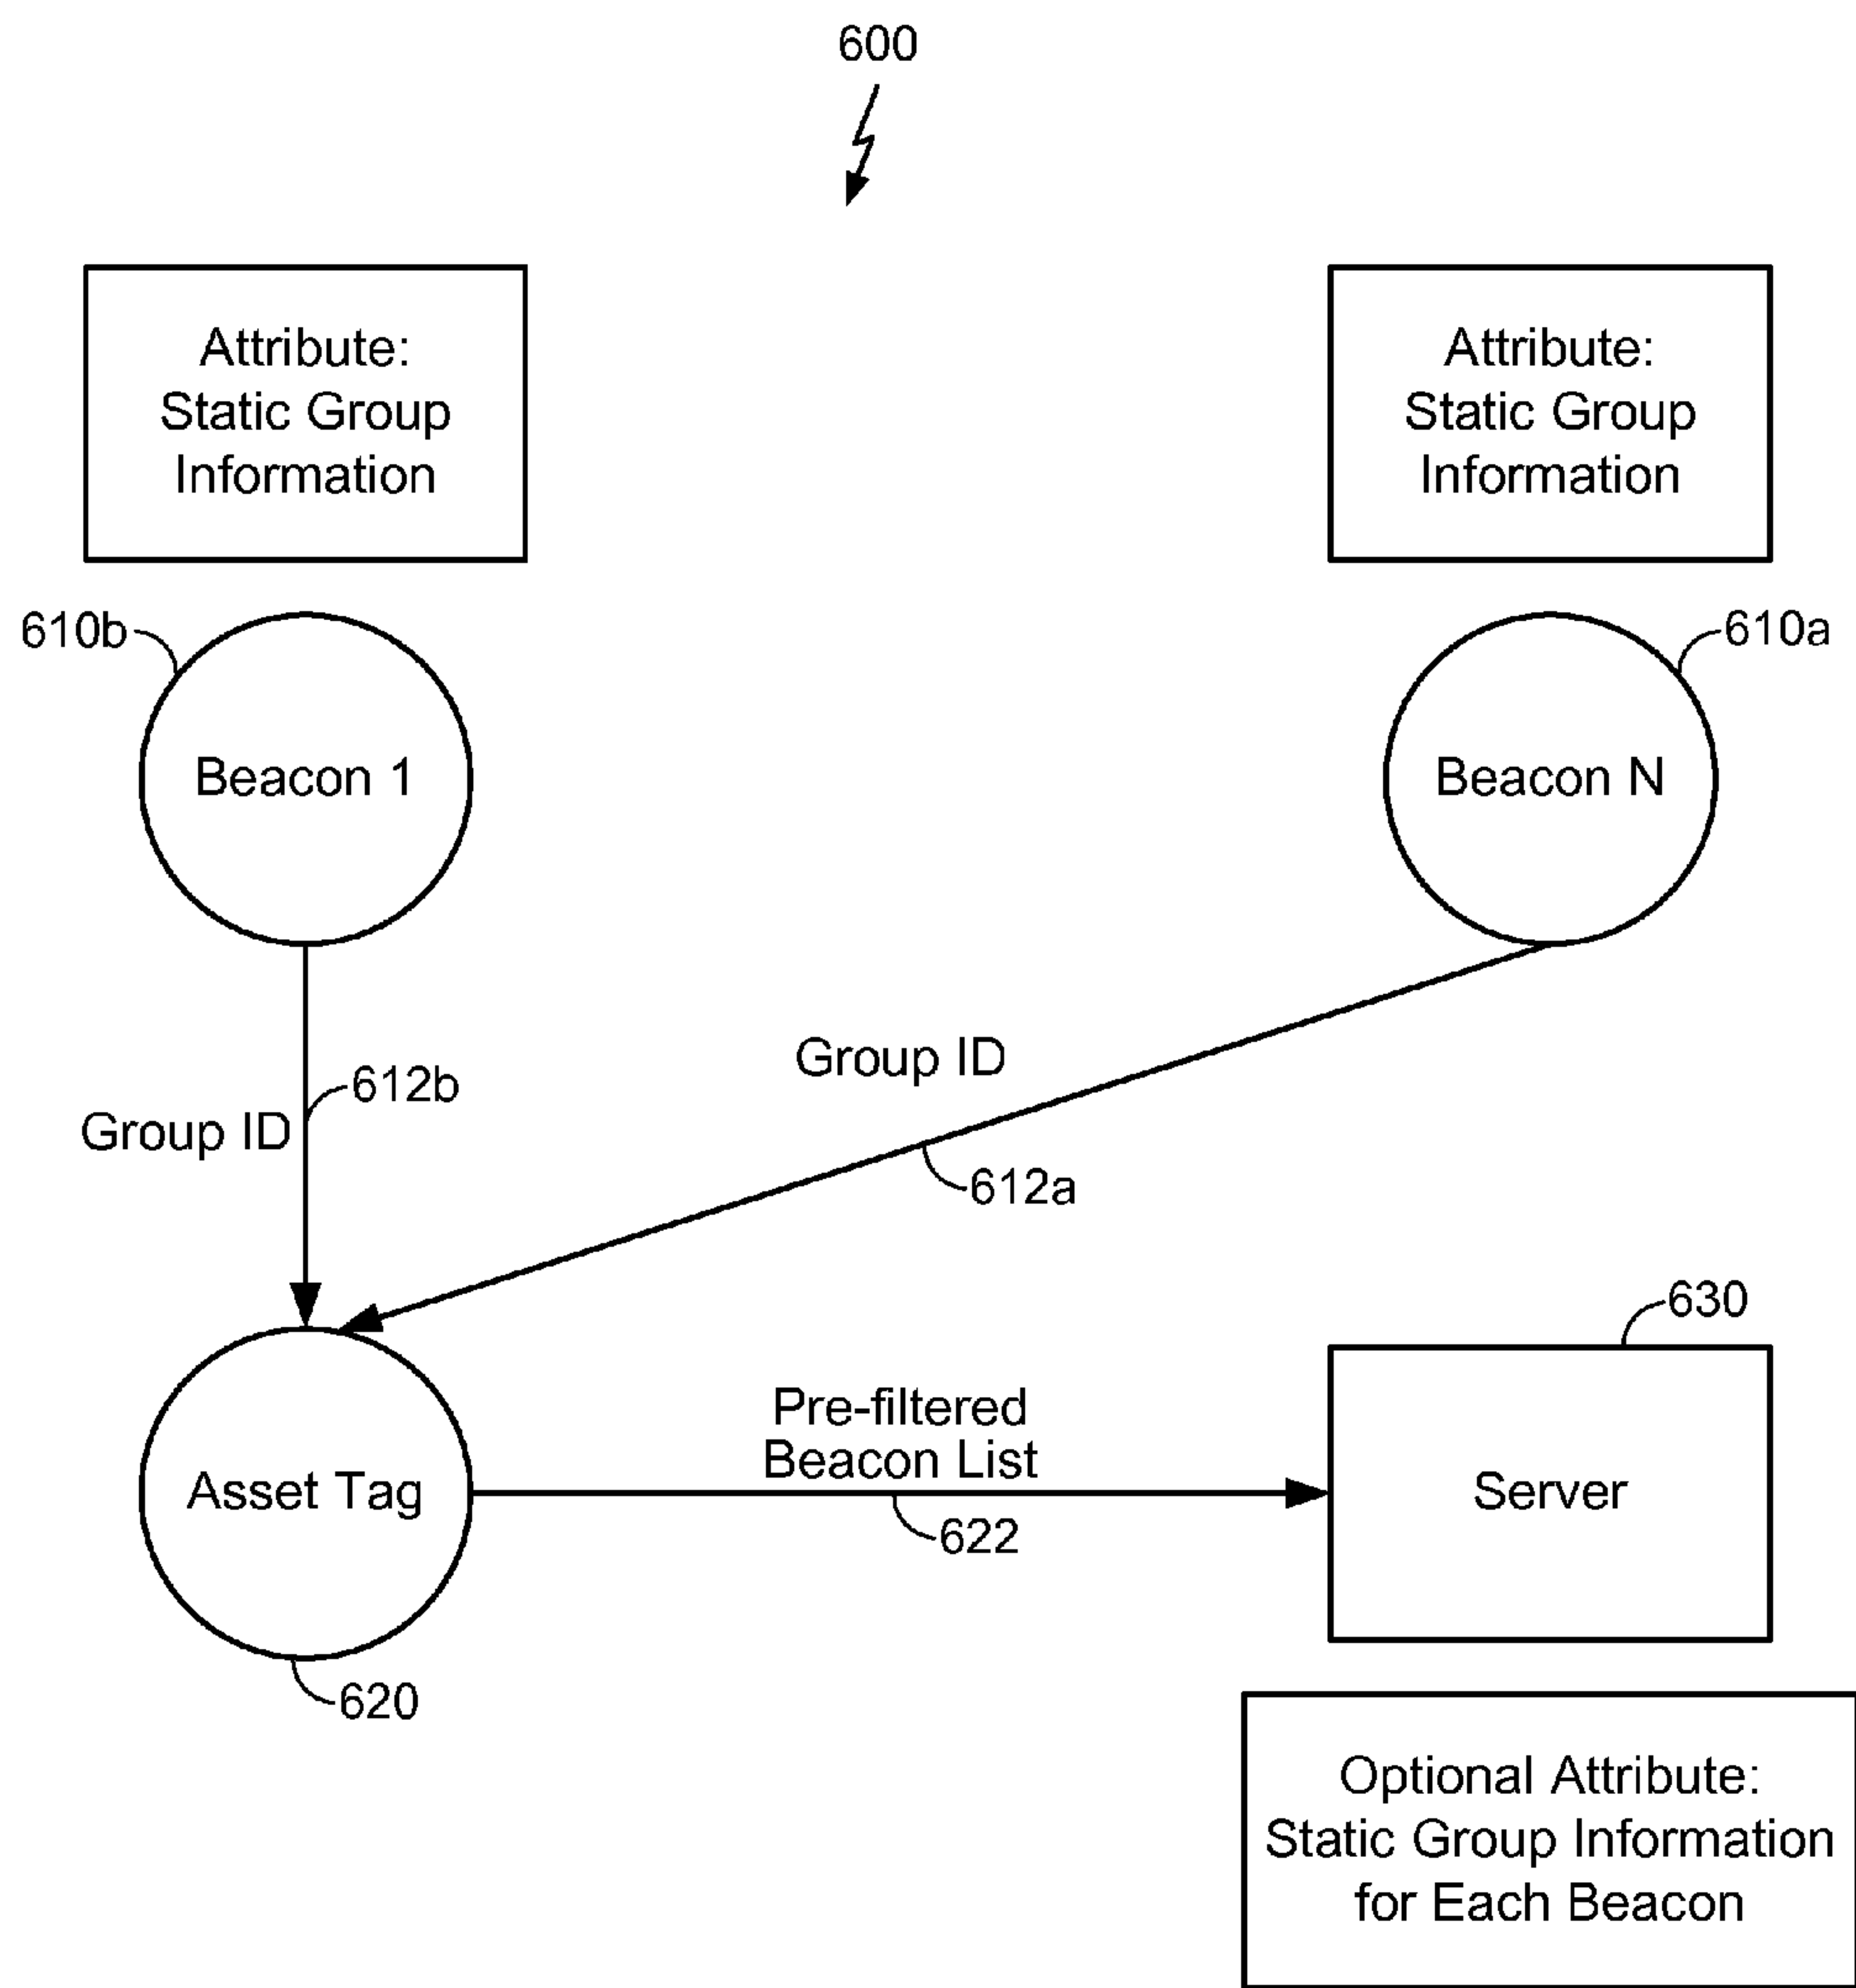 600
Attribute:
Static Group
Information
Attribute:
Static Group
Information
610b
610a
Beacon 1
Beacon N
Group ID
612b
Group ID
612a
630
Pre-filtered
Beacon List
Asset Tag
Server
622
620
Optional Attribute:
Static Group Information
for Each Beacon